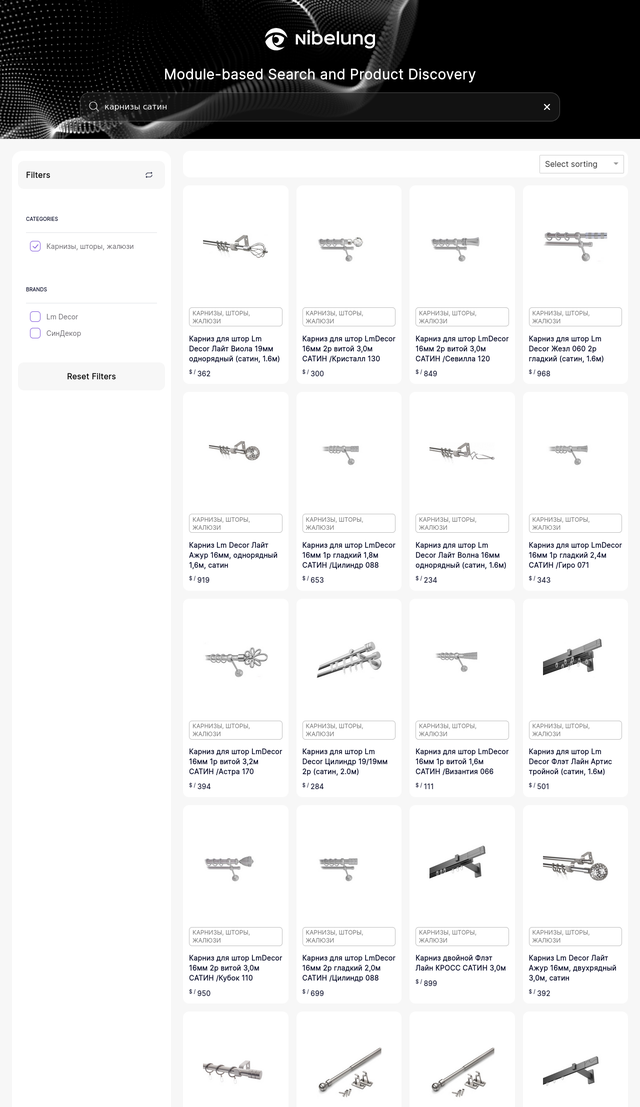 Nibelung
Module-based Search and Product Discovery
карнизы сатин
Filters
CATEGORIES
Карнизы, шторы, жалюзи
BRANDS
Lm Decor
СинДекор
Reset Filters
Select sorting
КАРНИЗЫ, ШТОРЫ,
ЖАЛЮЗИ
Карниз для штор Lm
Decor Лайт Виола 19мм
однорядный (сатин, 1.6м)
$ / 362
КАРНИЗЫ, ШТОРЫ,
ЖАЛЮЗИ
Карниз для штор LmDecor
16мм 2р витой 3,0м
САТИН /Кристалл 130
$ / 300
КАРНИЗЫ, ШТОРЫ,
ЖАЛЮЗИ
Карниз для штор LmDecor
16мм 2р витой 3,0м
САТИН /Севилла 120
$ / 849
КАРНИЗЫ, ШТОРЫ,
ЖАЛЮЗИ
Карниз для штор Lm
Decor Жезл 060 2р
гладкий (сатин, 1.6м)
$ / 968
КАРНИЗЫ, ШТОРЫ,
ЖАЛЮЗИ
Карниз Lm Decor Лайт
Ажур 16мм, однорядный
1,6м, сатин
$ / 919
КАРНИЗЫ, ШТОРЫ,
ЖАЛЮЗИ
Карниз для штор LmDecor
16мм 1р гладкий 1,8м
САТИН /Цилиндр 088
$ / 653
КАРНИЗЫ, ШТОРЫ,
ЖАЛЮЗИ
Карниз для штор Lm
Decor Лайт Волна 16мм
однорядный (сатин, 1.6м)
$ / 234
КАРНИЗЫ, ШТОРЫ,
ЖАЛЮЗИ
Карниз для штор LmDecor
16мм 1р гладкий 2,4м
САТИН /Гиро 071
$ / 343
КАРНИЗЫ, ШТОРЫ,
ЖАЛЮЗИ
Карниз для штор LmDecor
16мм 1р витой 3,2м
САТИН /Астра 170
$ / 394
КАРНИЗЫ, ШТОРЫ,
ЖАЛЮЗИ
Карниз для штор Lm
Decor Цилиндр 19/19мм
2р (сатин, 2.0м)
$ / 284
КАРНИЗЫ, ШТОРЫ,
ЖАЛЮЗИ
Карниз для штор LmDecor
16мм 1р витой 1,6м
САТИН /Византия 066
$ / 111
КАРНИЗЫ, ШТОРЫ,
ЖАЛЮЗИ
Карниз для штор Lm
Decor Флэт Лайн Артис
тройной (сатин, 1.6м)
$ / 501
КАРНИЗЫ, ШТОРЫ,
ЖАЛЮЗИ
Карниз для штор LmDecor
16мм 2р витой 3,0м
САТИН /Кубок 110
$ / 950
КАРНИЗЫ, ШТОРЫ,
ЖАЛЮЗИ
Карниз для штор LmDecor
16мм 2р гладкий 2,0м
САТИН /Цилиндр 088
$ / 699
КАРНИЗЫ, ШТОРЫ,
ЖАЛЮЗИ
Карниз двойной Флэт
Лайн КРОСС САТИН 3,0м
$ / 899
КАРНИЗЫ, ШТОРЫ,
ЖАЛЮЗИ
Карниз Lm Decor Лайт
Ажур 16мм, двухрядный
3,0м, сатин
$ / 392